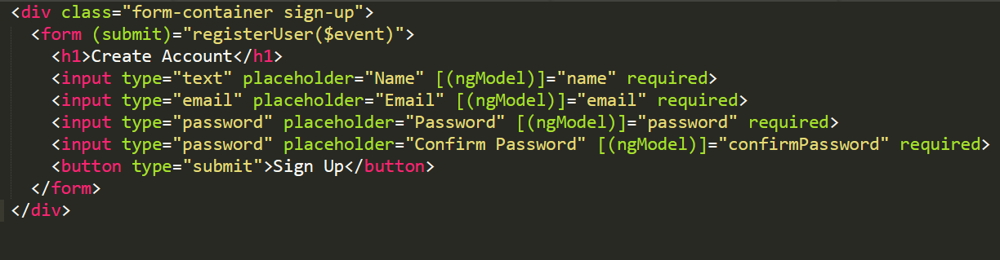 <div class="form-container sign-up">
<form (submit)="registerUser($event)">
<h1>Create Account</h1>
<input type="text" placeholder="Name" [(ngModel)]="name" required>
<input type="email" placeholder="Email" [(ngModel)]="email" required>
<input type="password" placeholder="Password" [(ngModel)]="password" required>
<input type="password" placeholder="Confirm Password" [(ngModel)]="confirmPassword" required>
<button type="submit">Sign Up</button>
</form>
</div>